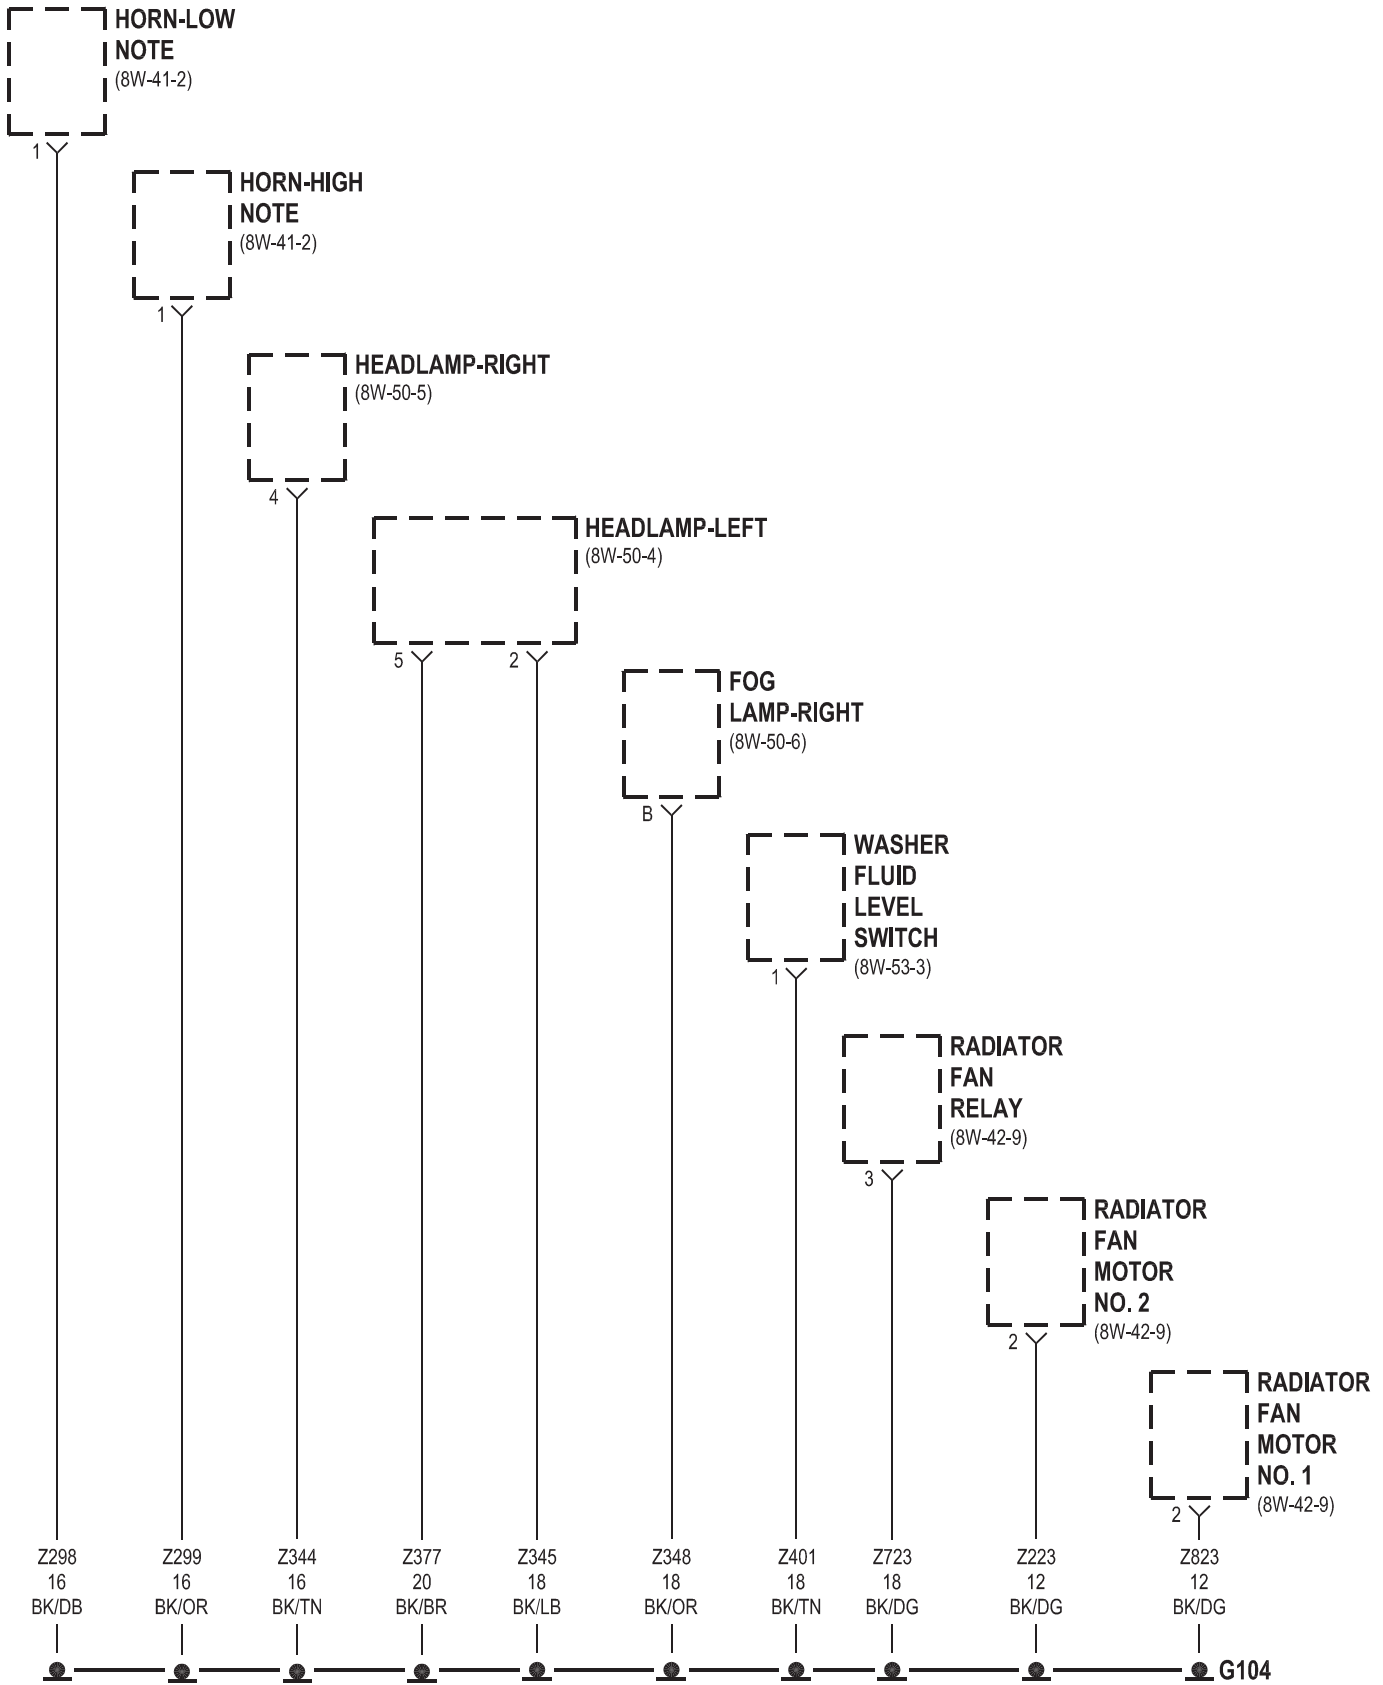 HORN-LOW
NOTE
(8W-41-2)
1
HORN-HIGH
NOTE
(8W-41-2)
1
HEADLAMP-RIGHT
(8W-50-5)
4
HEADLAMP-LEFT
(8W-50-4)
5 2
FOG
LAMP-RIGHT
(8W-50-6)
B
WASHER
FLUID
LEVEL
SWITCH
(8W-53-3)
1
RADIATOR
FAN
RELAY
(8W-42-9)
3
RADIATOR
FAN
MOTOR
NO. 2
(8W-42-9)
2
RADIATOR
FAN
MOTOR
NO. 1
(8W-42-9)
2
Z298 Z299 Z344 Z377 Z345 Z348 Z401 Z723 Z223 Z823
16 16 16 20 18 18 18 18 12 12
BK/DB BK/OR BK/TN BK/BR BK/LB BK/OR BK/TN BK/DG BK/DG BK/DG
G104